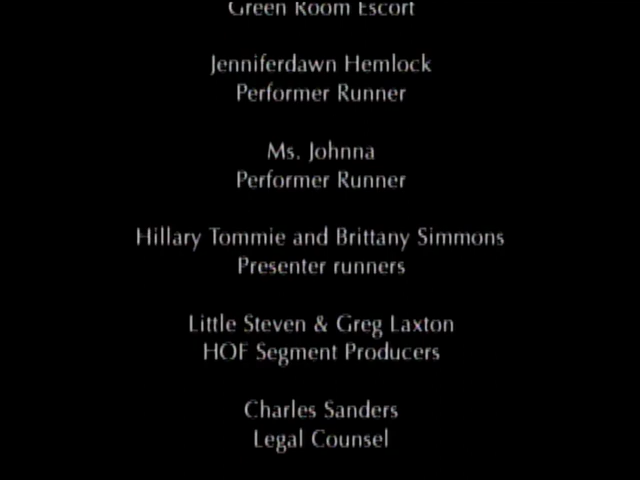 Green Room Escort
Jenniferdawn Hemlock
Performer Runner
Ms. Johnna
Performer Runner
Hillary Tommie and Brittany Simmons
Presenter runners
Little Steven & Greg Laxton
HOF Segment Producers
Charles Sanders
Legal Counsel